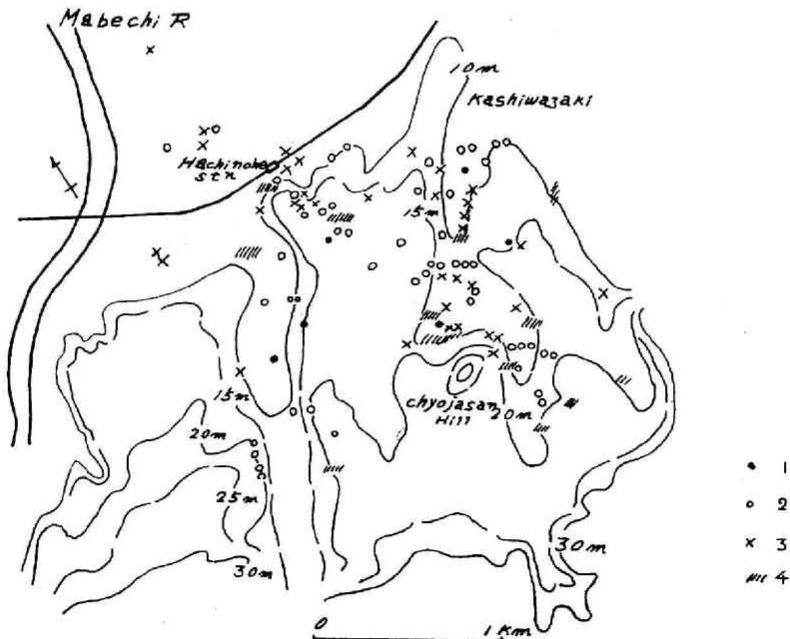 Mabechi R
10m
Kashiwazaki
Hachinohe
stn
15m
15m
chyojasan
Hill
20m
20m
25m
30m
30m
1
2
3
4
0
1 Km